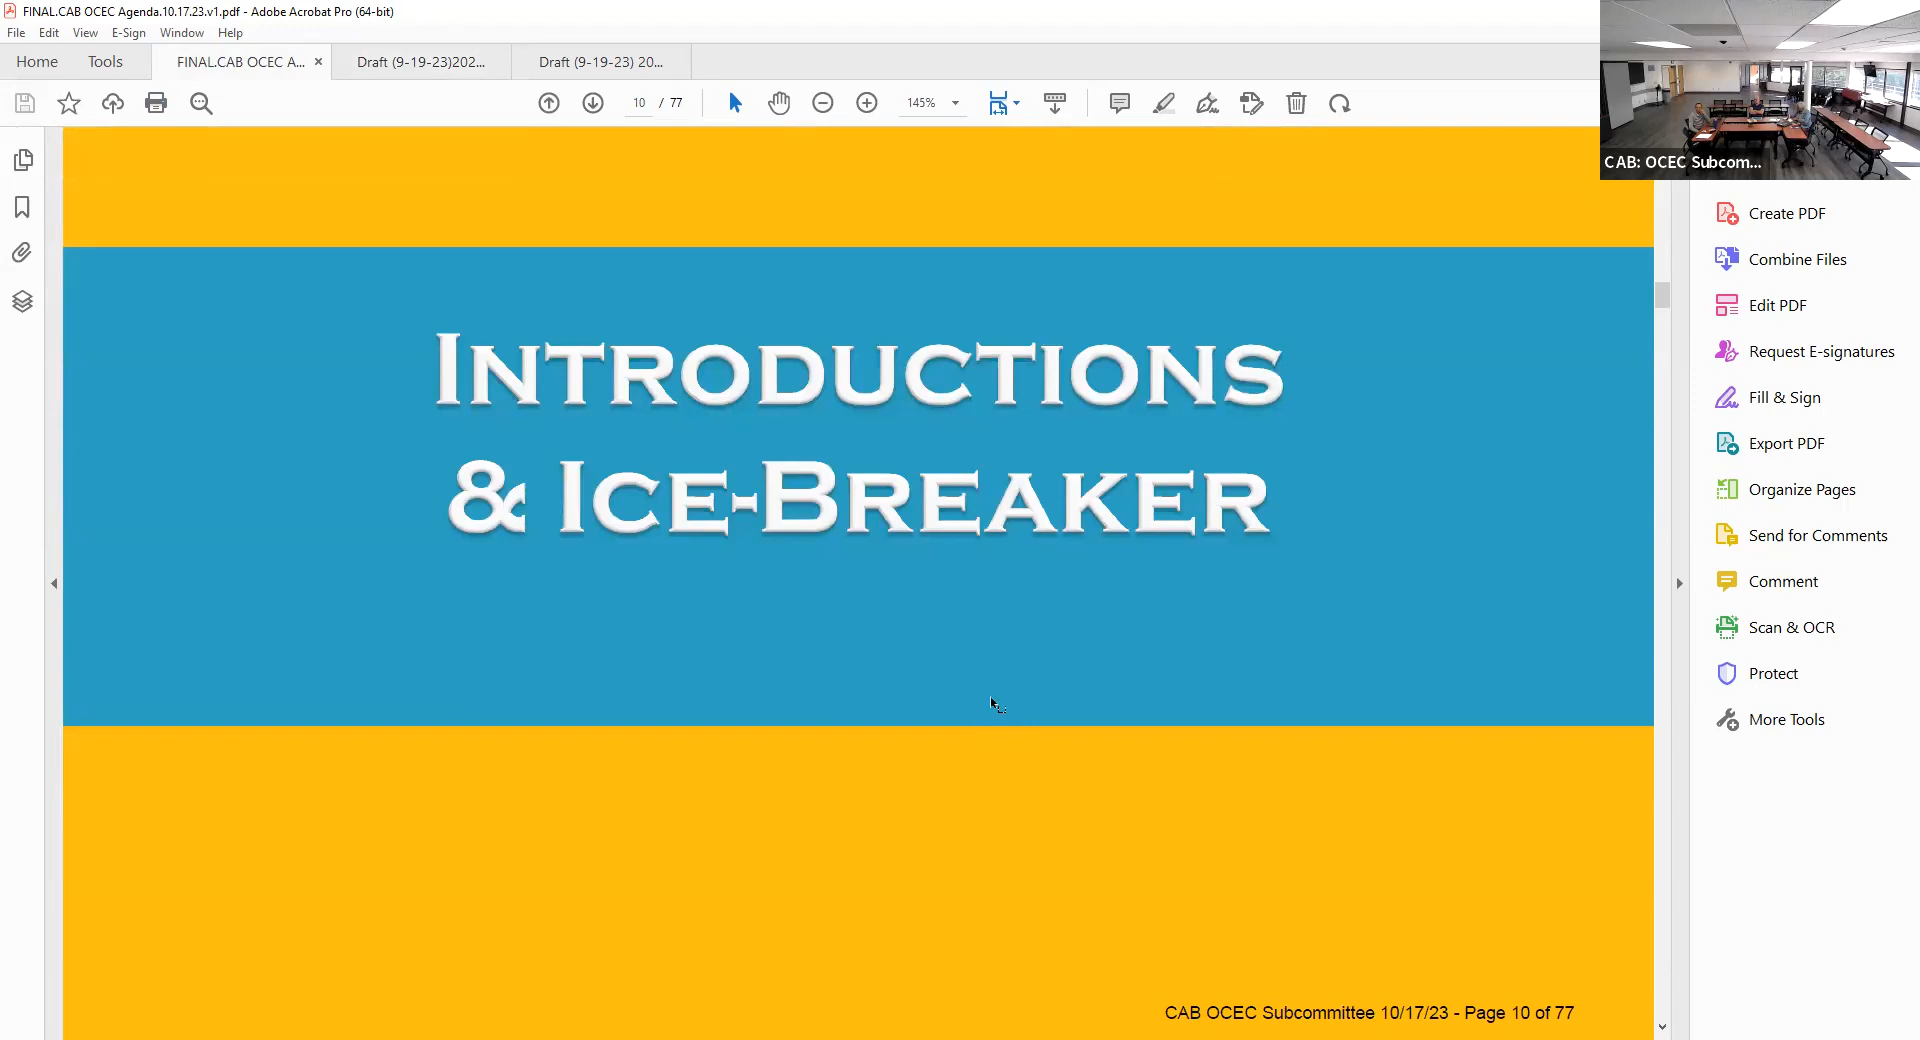 FINAL.CAB OCEC Agenda.10.17.23.v1.pdf - Adobe Acrobat Pro (64-bit)
File Edit View E-Sign Window Help
Home Tools FINAL.CAB OCEC A... × Draft (9-19-23)202... Draft (9-19-23) 20...
10 / 77 145%
CAB: OCEC Subcom...
INTRODUCTIONS
& ICE-BREAKER
CAB OCEC Subcommittee 10/17/23 - Page 10 of 77
Create PDF
Combine Files
Edit PDF
Request E-signatures
Fill & Sign
Export PDF
Organize Pages
Send for Comments
Comment
Scan & OCR
Protect
More Tools